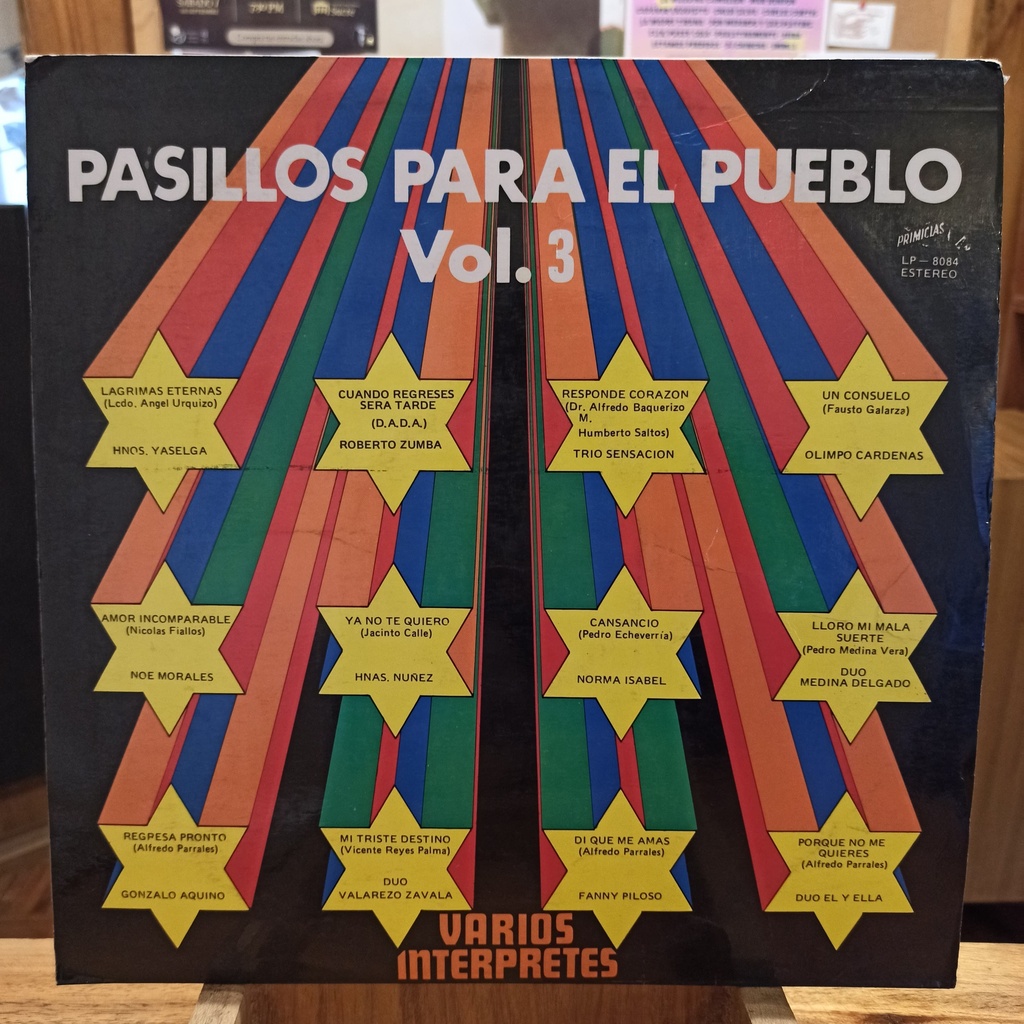 PASILLOS PARA EL PUEBLO
Vol. 3
PRIMICIAS
LP — 8084
ESTEREO
LAGRIMAS ETERNAS
(Lcdo. Angel Urquizo)
HNOS. YASELGA
CUANDO REGRESES
SERA TARDE
(D.A.D.A.)
ROBERTO ZUMBA
RESPONDE CORAZON
(Dr. Alfredo Baquerizo
M.
Humberto Saltos)
TRIO SENSACION
UN CONSUELO
(Fausto Galarza)
OLIMPO CARDENAS
AMOR INCOMPARABLE
(Nicolas Fiallos)
NOE MORALES
YA NO TE QUIERO
(Jacinto Calle)
HNAS. NUÑEZ
CANSANCIO
(Pedro Echeverría)
NORMA ISABEL
LLORO MI MALA
SUERTE
(Pedro Medina Vera)
DUO
MEDINA DELGADO
REGPESA PRONTO
(Alfredo Parrales)
GONZALO AQUINO
MI TRISTE DESTINO
(Vicente Reyes Palma)
DUO
VALAREZO ZAVALA
DI QUE ME AMAS
(Alfredo Parrales)
FANNY PILOSO
PORQUE NO ME
QUIERES
(Alfredo Parrales)
DUO EL Y ELLA
VARIOS
INTERPRETES